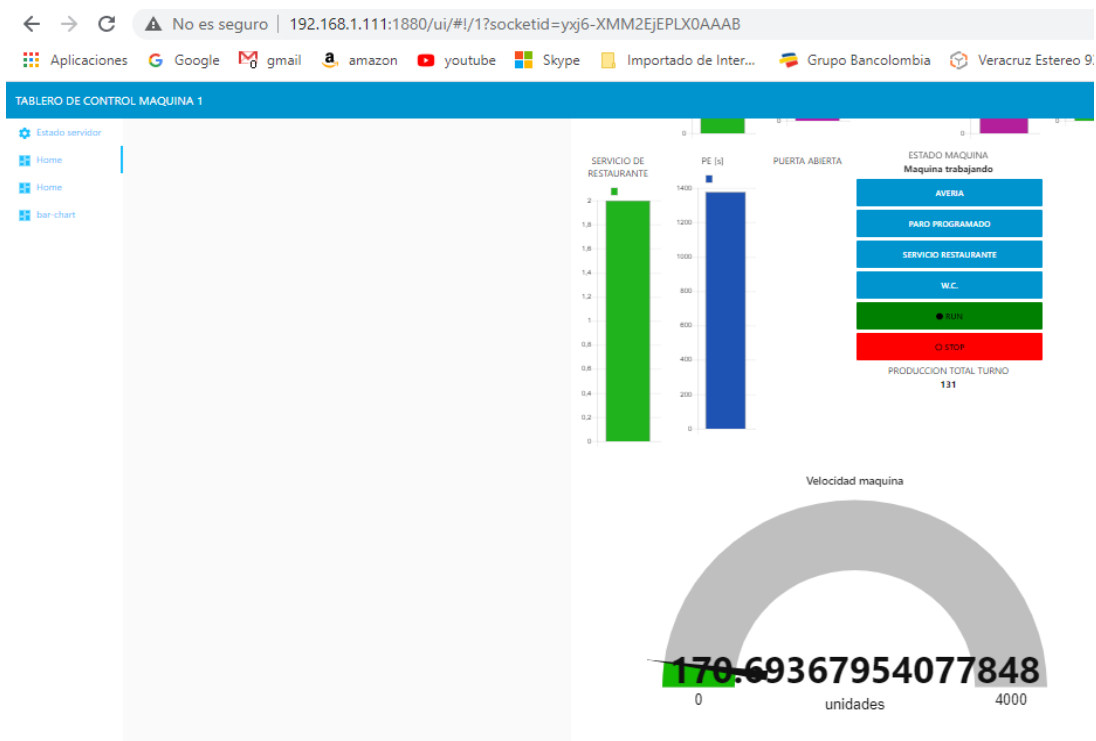 No es seguro | 192.168.1.111:1880/ui/#!/1?socketid=yxj6-XMM2EjEPLX0AAAB
Aplicaciones Google gmail amazon youtube Skype Importado de Inter... Grupo Bancolombia Veracruz Estereo 9
TABLERO DE CONTROL MAQUINA 1
Estado servidor
Home
Home
bar-chart
0
0
0
0
SERVICIO DE
RESTAURANTE
2
1,8
1,6
1,4
1,2
1
0,8
0,6
0,4
0,2
0
PE [s]
1400
1200
1000
800
600
400
200
0
PUERTA ABIERTA
ESTADO MAQUINA
Maquina trabajando
AVERIA
PARO PROGRAMADO
SERVICIO RESTAURANTE
W.C.
RUN
STOP
PRODUCCION TOTAL TURNO
131
Velocidad maquina
170.69367954077848
0 unidades 4000